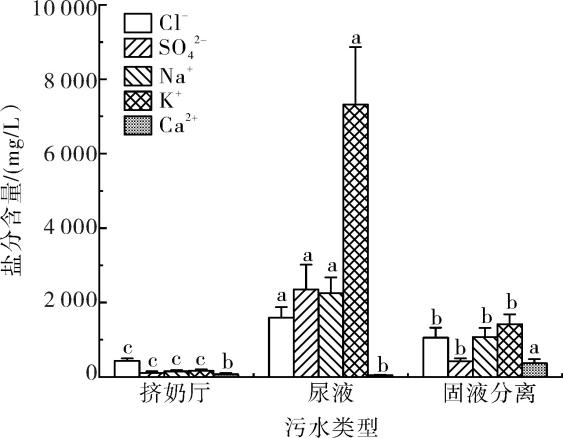 10 000
8 000
6 000
4 000
2 000
0
盐分含量/(mg/L)
Cl⁻
SO₄²⁻
Na⁺
K⁺
Ca²⁺
c c c c b
a a a a b
b b b b a
挤奶厅 尿液 固液分离
污水类型